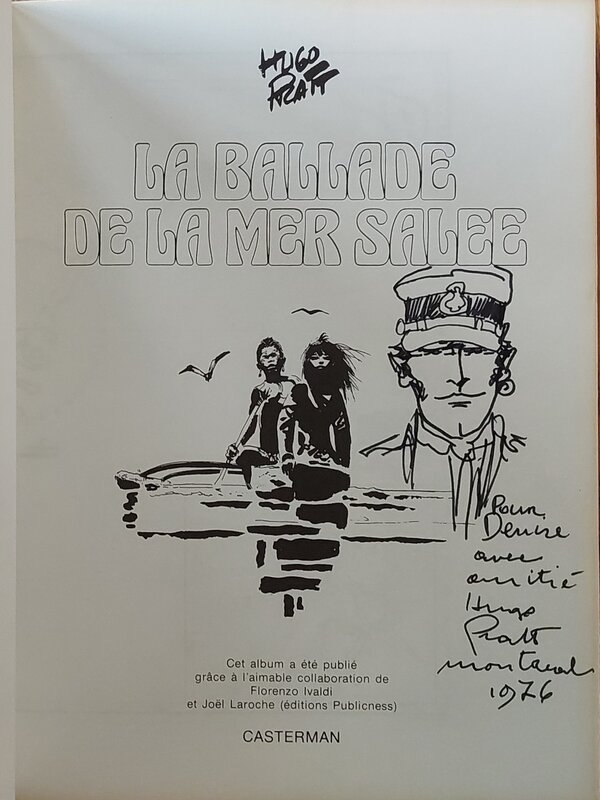 HUGO
PRATT
LA BALLADE
DE LA MER SALEE
Pour
Denise
avec
amitié
Hugo
Pratt
1976
Cet album a été publié
grâce à l'aimable collaboration de
Florenzo Ivaldi
et Joël Laroche (éditions Publicness)
CASTERMAN